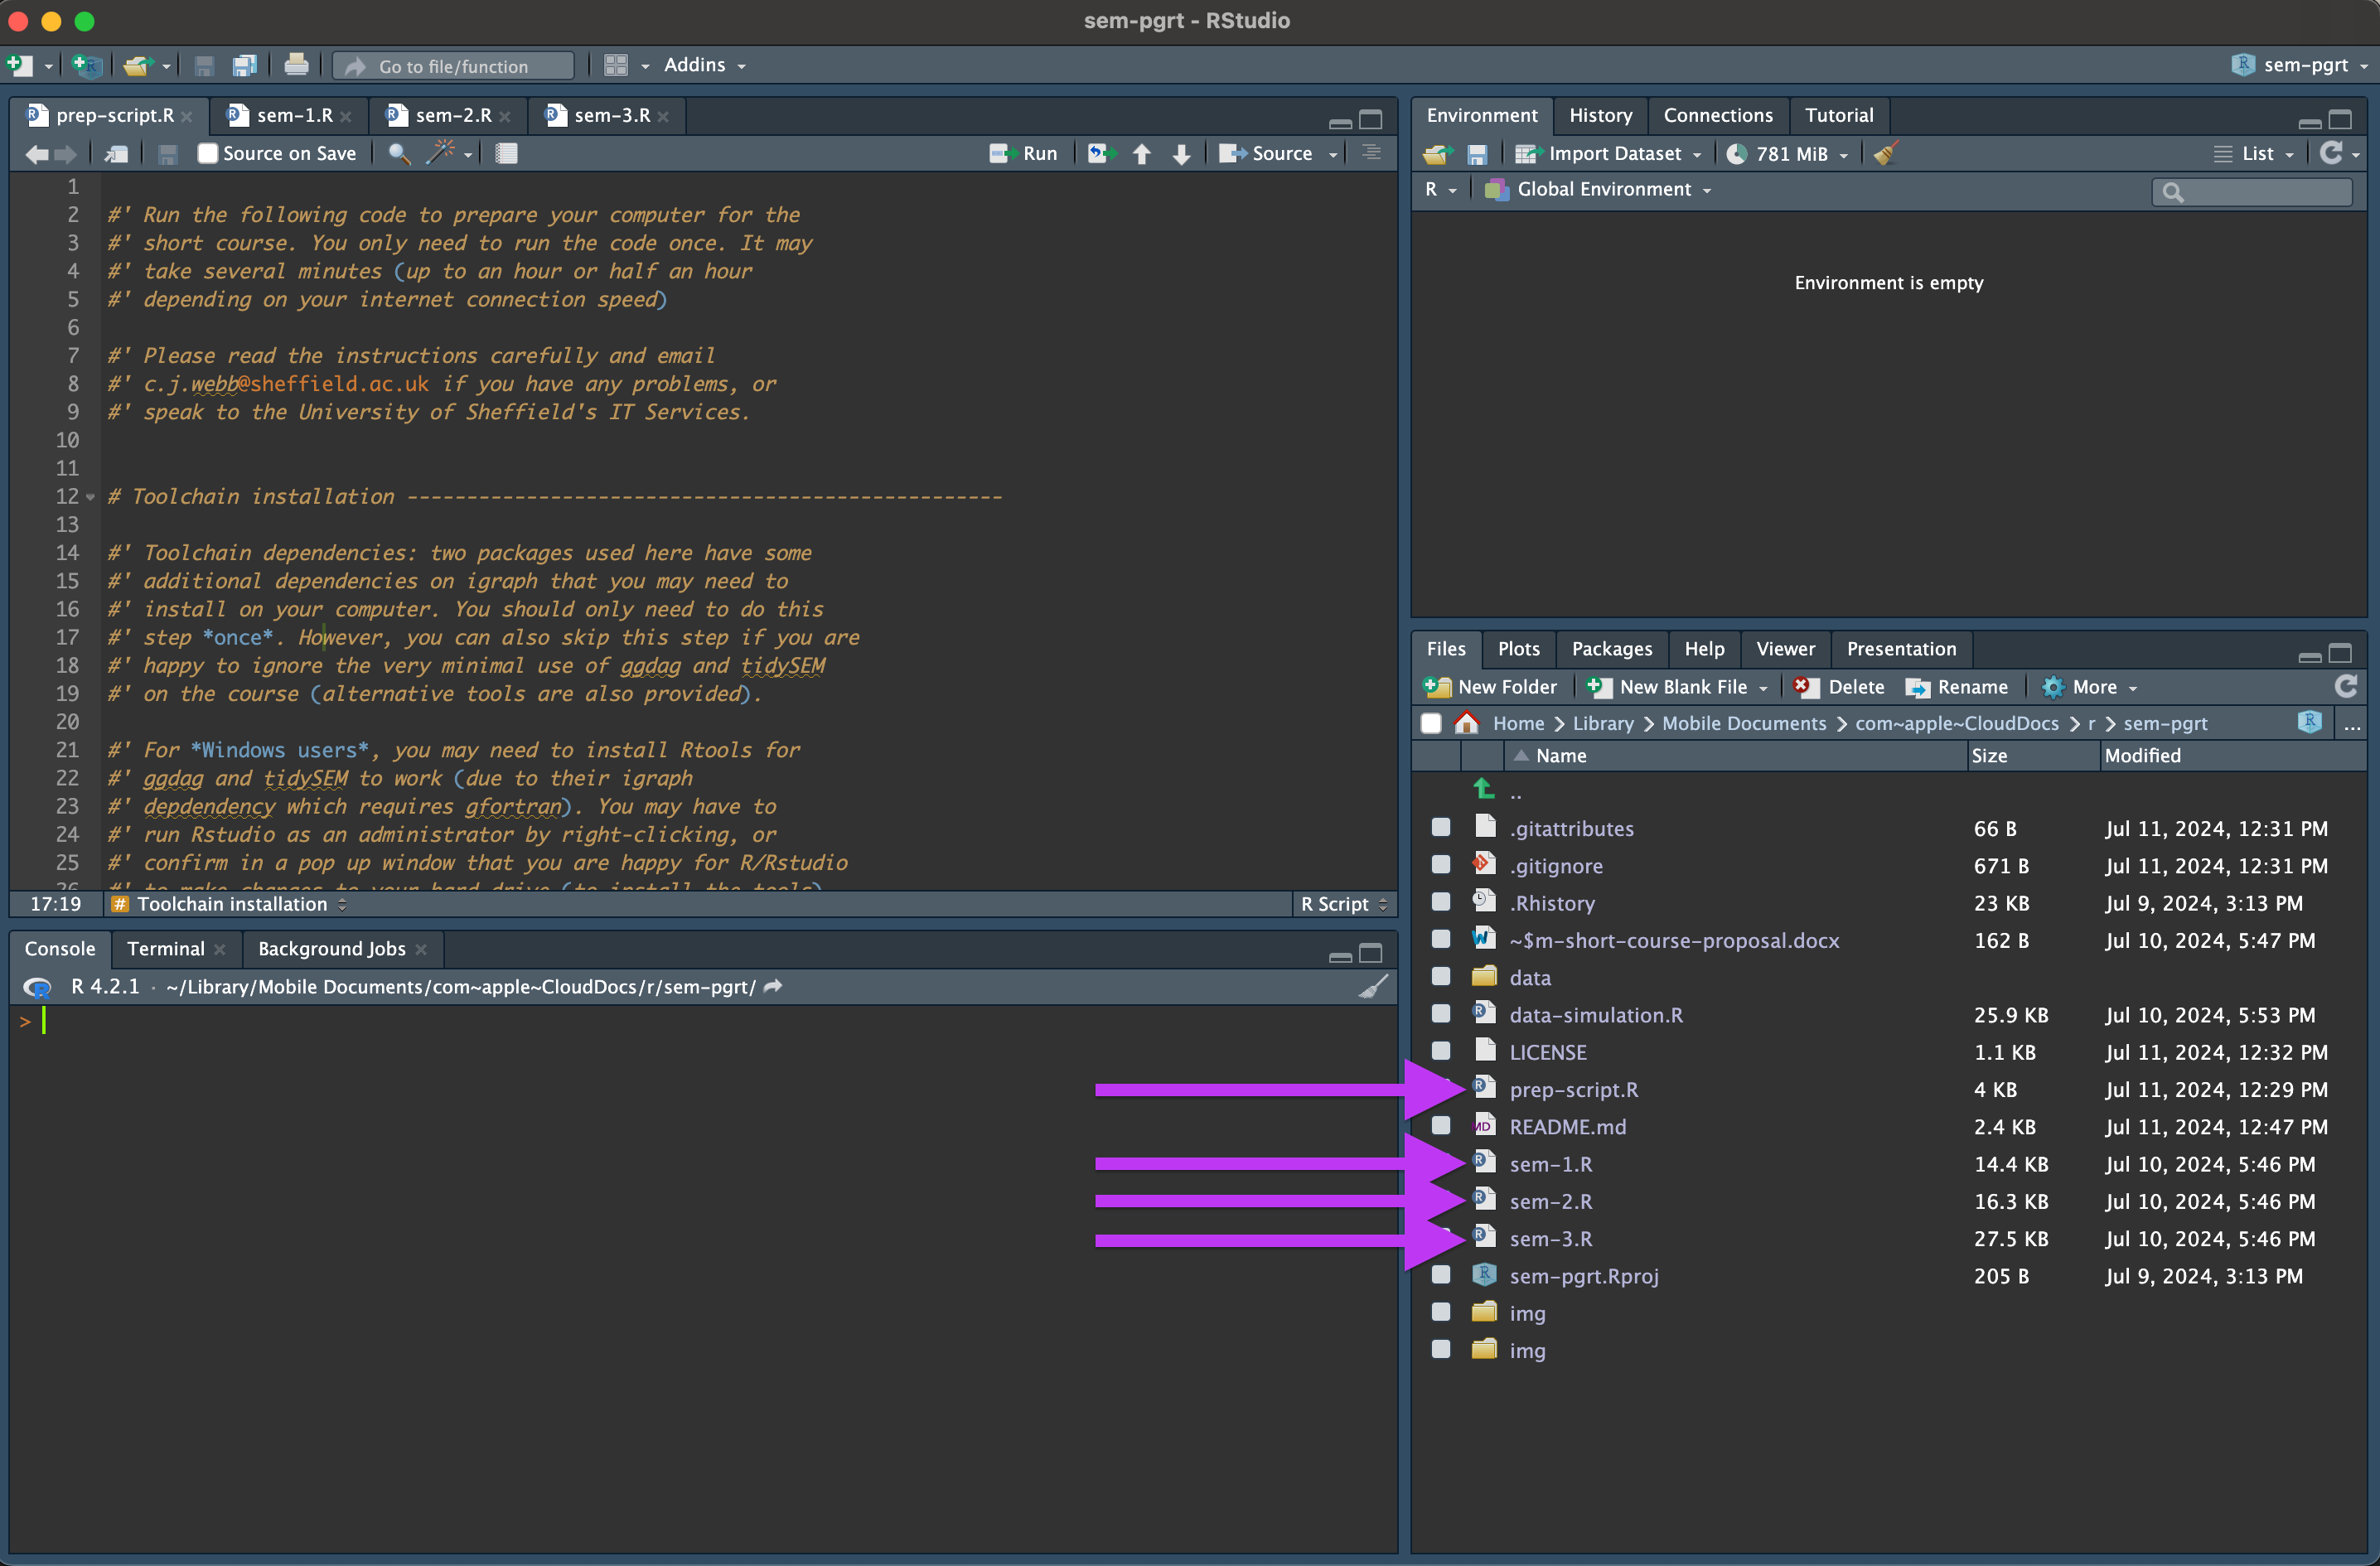 sem-pgrt - RStudio
Go to file/function
Addins
sem-pgrt
prep-script.R
sem-1.R
sem-2.R
sem-3.R
Source on Save
Run
Source
1
2 #' Run the following code to prepare your computer for the
3 #' short course. You only need to run the code once. It may
4 #' take several minutes (up to an hour or half an hour
5 #' depending on your internet connection speed)
6
7 #' Please read the instructions carefully and email
8 #' c.j.webb@sheffield.ac.uk if you have any problems, or
9 #' speak to the University of Sheffield's IT Services.
10
11
12 # Toolchain installation --------------------------------------------------
13
14 #' Toolchain dependencies: two packages used here have some
15 #' additional dependencies on igraph that you may need to
16 #' install on your computer. You should only need to do this
17 #' step *once*. However, you can also skip this step if you are
18 #' happy to ignore the very minimal use of ggdag and tidySEM
19 #' on the course (alternative tools are also provided).
20
21 #' For *Windows users*, you may need to install Rtools for
22 #' ggdag and tidySEM to work (due to their igraph
23 #' depdendency which requires gfortran). You may have to
24 #' run Rstudio as an administrator by right-clicking, or
25 #' confirm in a pop up window that you are happy for R/Rstudio
26 #' to make changes to your hard drive (to install the tools)
17:19
# Toolchain installation
R Script
Console
Terminal
Background Jobs
R 4.2.1 · ~/Library/Mobile Documents/com~apple~CloudDocs/r/sem-pgrt/
>
Environment
History
Connections
Tutorial
Import Dataset
781 MiB
List
R
Global Environment
Environment is empty
Files
Plots
Packages
Help
Viewer
Presentation
New Folder
New Blank File
Delete
Rename
More
Home > Library > Mobile Documents > com~apple~CloudDocs > r > sem-pgrt
...
Name Size Modified
..
.gitattributes 66 B Jul 11, 2024, 12:31 PM
.gitignore 671 B Jul 11, 2024, 12:31 PM
.Rhistory 23 KB Jul 9, 2024, 3:13 PM
~$m-short-course-proposal.docx 162 B Jul 10, 2024, 5:47 PM
data
data-simulation.R 25.9 KB Jul 10, 2024, 5:53 PM
LICENSE 1.1 KB Jul 11, 2024, 12:32 PM
prep-script.R 4 KB Jul 11, 2024, 12:29 PM
README.md 2.4 KB Jul 11, 2024, 12:47 PM
sem-1.R 14.4 KB Jul 10, 2024, 5:46 PM
sem-2.R 16.3 KB Jul 10, 2024, 5:46 PM
sem-3.R 27.5 KB Jul 10, 2024, 5:46 PM
sem-pgrt.Rproj 205 B Jul 9, 2024, 3:13 PM
img
img